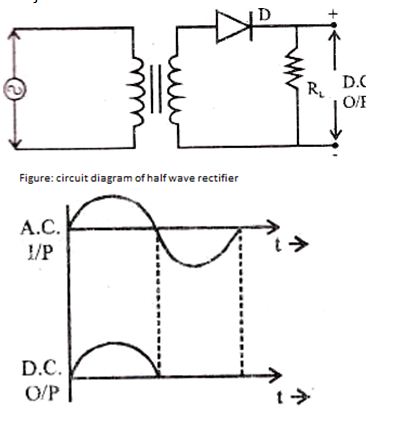 D
+
R_L
D.C
O/P
-
Figure: circuit diagram of half wave rectifier
A.C.
I/P
t →
D.C.
O/P
t →